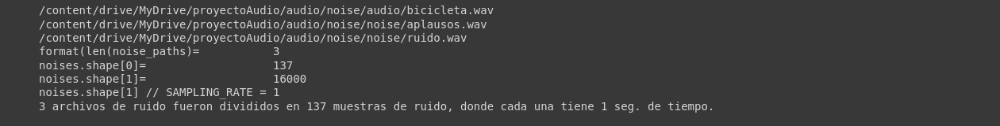 /content/drive/MyDrive/proyectoAudio/audio/noise/audio/bicicleta.wav
/content/drive/MyDrive/proyectoAudio/audio/noise/noise/aplausos.wav
/content/drive/MyDrive/proyectoAudio/audio/noise/noise/ruido.wav
format(len(noise_paths)=           3
noises.shape[0]=                   137
noises.shape[1]=                   16000
noises.shape[1] // SAMPLING_RATE = 1
3 archivos de ruido fueron divididos en 137 muestras de ruido, donde cada una tiene 1 seg. de tiempo.